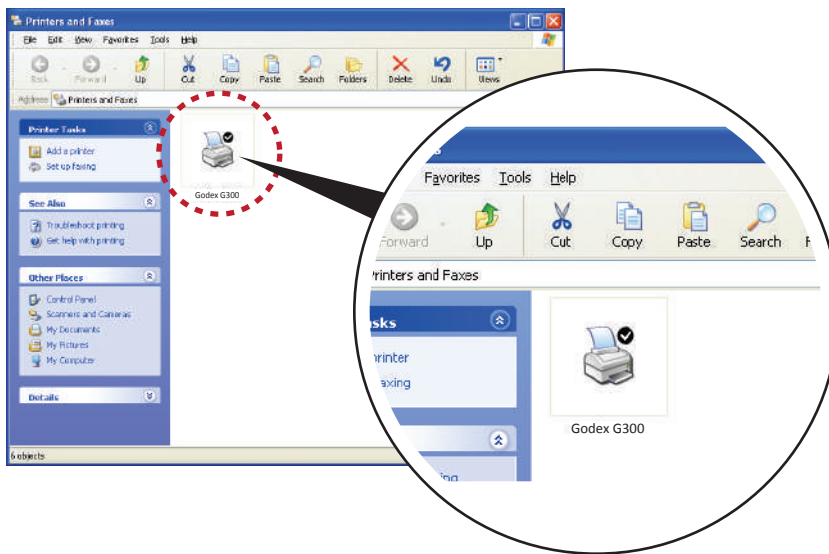 Printers and Faxes
File Edit View Favorites Tools Help
Back Forward Up Cut Copy Paste Search Folders Delete Undo Views
Address Printers and Faxes
Printer Tasks
Add a printer
Set up faxing
See Also
Troubleshoot printing
Get help with printing
Other Places
Control Panel
Scanners and Cameras
My Documents
My Pictures
My Computer
Details
6 objects
Godex G300
s
Favorites Tools Help
Forward Up Cut Copy Paste Search F
Printers and Faxes
asks
printer
axing
Godex G300
ing